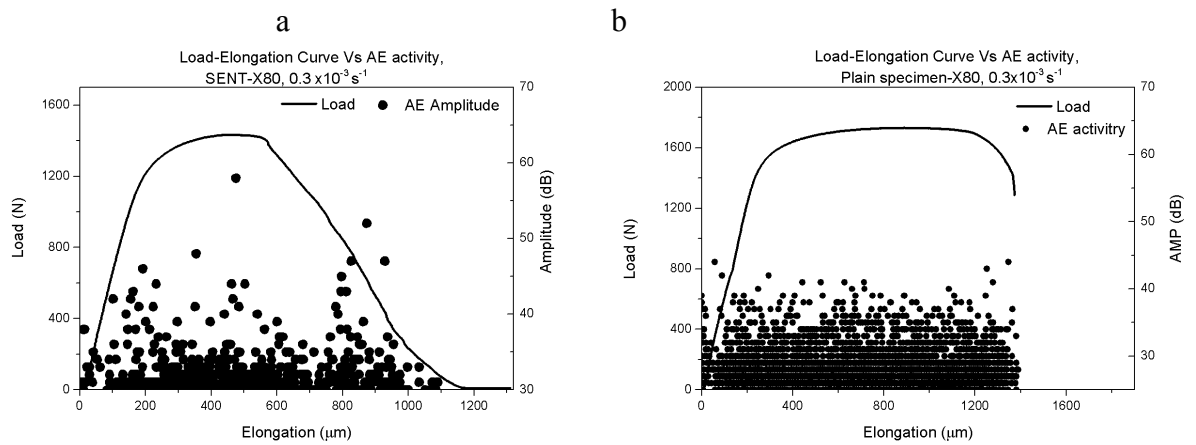 a
Load-Elongation Curve Vs AE activity,
SENT-X80, 0.3 x10⁻³ s⁻¹
Load
AE Amplitude
1600
1200
800
400
0
Load (N)
70
60
50
40
30
Amplitude (dB)
0 200 400 600 800 1000 1200
Elongation (μm)
b
Load-Elongation Curve Vs AE activity,
Plain specimen-X80, 0.3x10⁻³ s⁻¹
Load
AE activitry
2000
1600
1200
800
400
0
Load (N)
70
60
50
40
30
AMP (dB)
0 400 800 1200 1600
Elongation (μm)